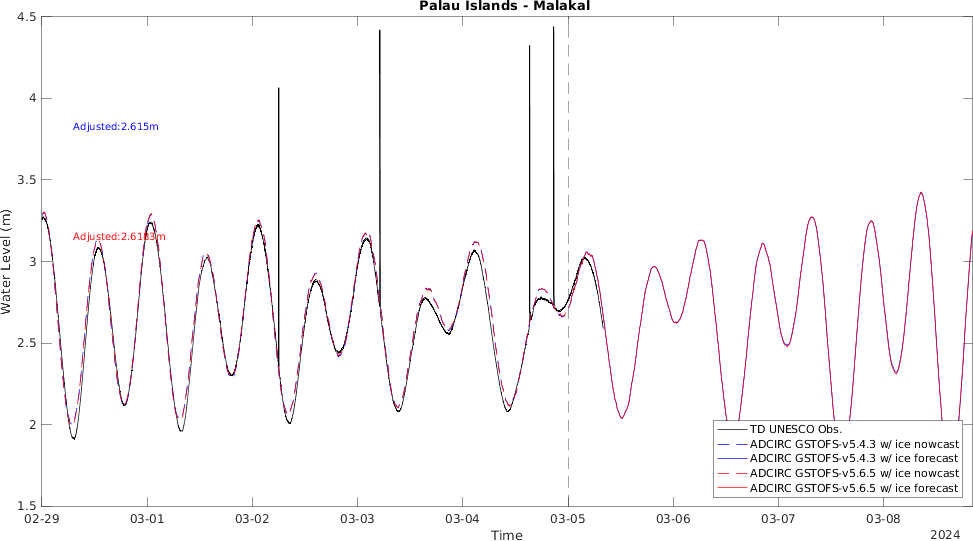 Palau Islands - Malakal
4.5
4
3.5
3
2.5
2
1.5
Water Level (m)
Adjusted:2.615m
Adjusted:2.6183m
TD UNESCO Obs.
ADCIRC GSTOFS-v5.4.3 w/ ice nowcast
ADCIRC GSTOFS-v5.4.3 w/ ice forecast
ADCIRC GSTOFS-v5.6.5 w/ ice nowcast
ADCIRC GSTOFS-v5.6.5 w/ ice forecast
02-29 03-01 03-02 03-03 03-04 03-05 03-06 03-07 03-08
Time
2024